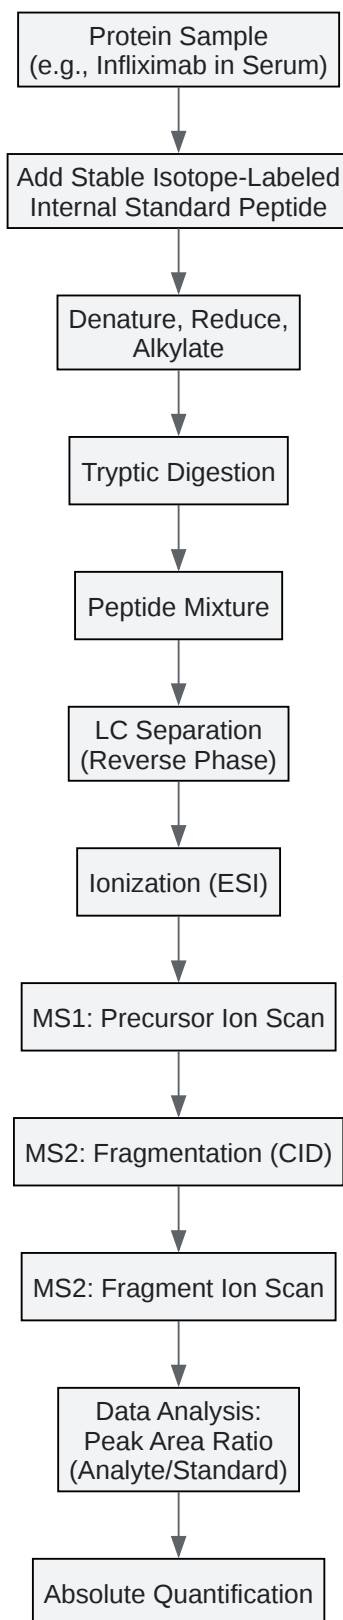 Protein Sample
(e.g., Infliximab in Serum)
Add Stable Isotope-Labeled
Internal Standard Peptide
Denature, Reduce,
Alkylate
Tryptic Digestion
Peptide Mixture
LC Separation
(Reverse Phase)
Ionization (ESI)
MS1: Precursor Ion Scan
MS2: Fragmentation (CID)
MS2: Fragment Ion Scan
Data Analysis:
Peak Area Ratio
(Analyte/Standard)
Absolute Quantification